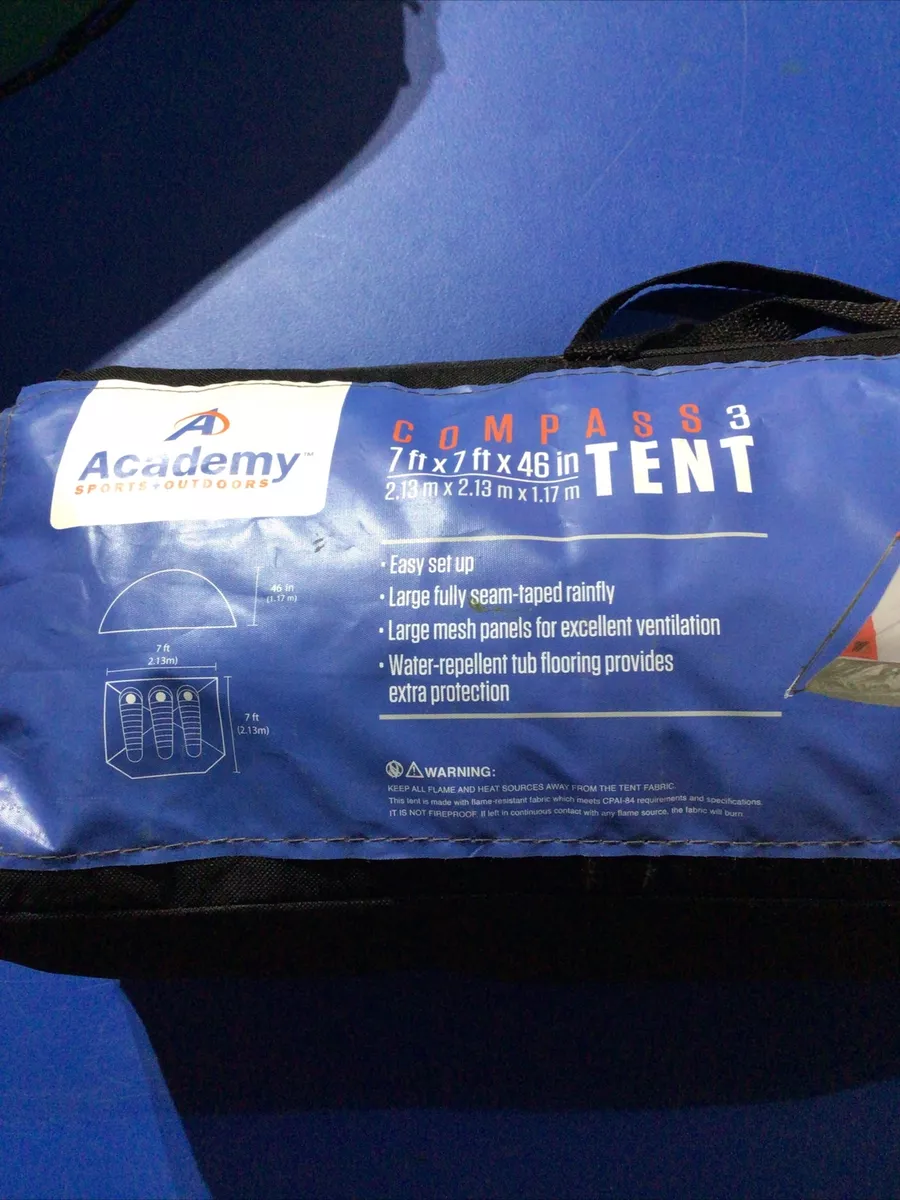 Academy™
SPORTS+OUTDOORS
COMPASS 3
7 ft x 7 ft x 46 in
2.13 m x 2.13 m x 1.17 m
TENT
• Easy set up
• Large fully seam-taped rainfly
• Large mesh panels for excellent ventilation
• Water-repellent tub flooring provides
extra protection
46 in
(1.17 m)
7 ft
2.13m)
7 ft
(2.13m)
WARNING:
KEEP ALL FLAME AND HEAT SOURCES AWAY FROM THE TENT FABRIC.
This tent is made with flame-resistant fabric which meets CPAI-84 requirements and specifications.
IT IS NOT FIREPROOF. If left in continuous contact with any flame source, the fabric will burn.